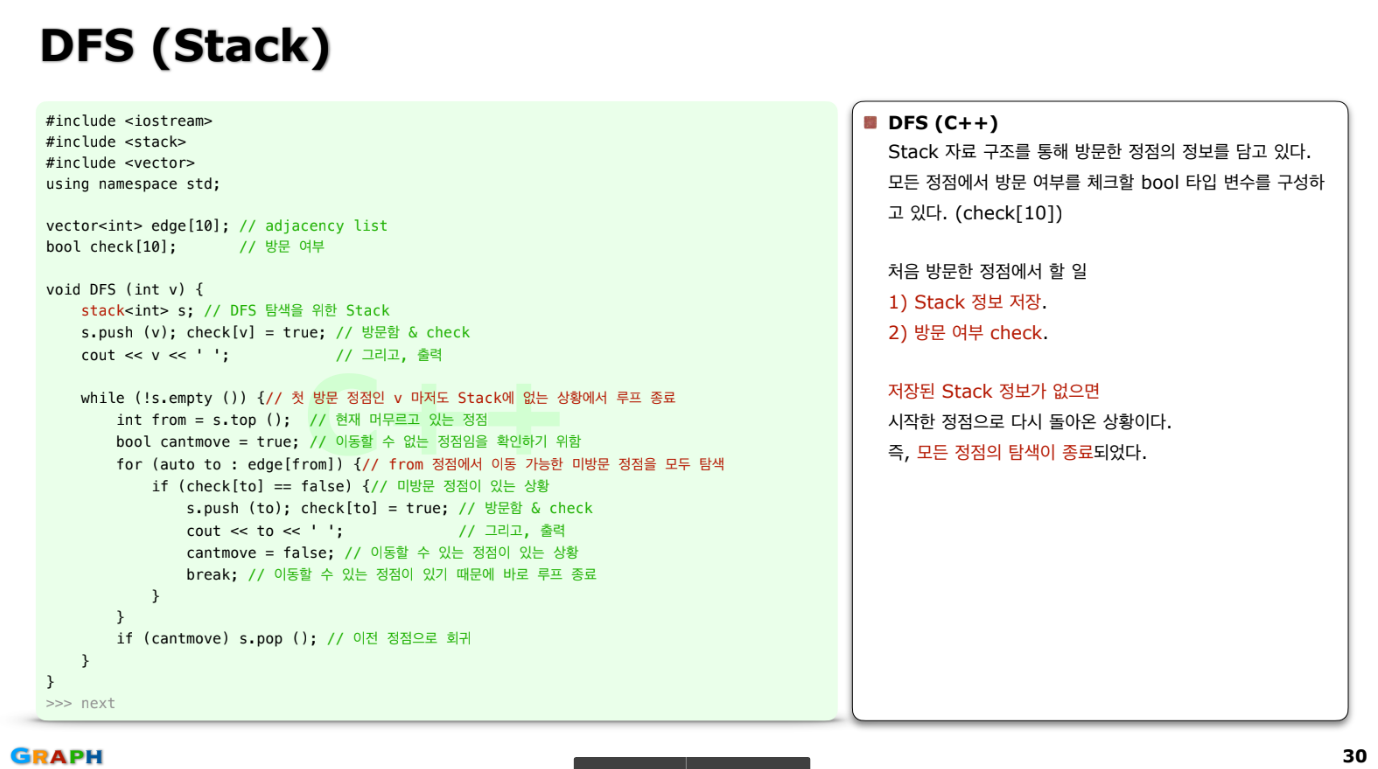 DFS (Stack)
#include <iostream>
#include <stack>
#include <vector>
using namespace std;
vector<int> edge[10]; // adjacency list
bool check[10];       // 방문 여부
void DFS (int v) {
    stack<int> s; // DFS 탐색을 위한 Stack
    s.push (v); check[v] = true; // 방문함 & check
    cout << v << ' ';            // 그리고, 출력
    while (!s.empty ()) {// 첫 방문 정점인 v 마저도 Stack에 없는 상황에서 루프 종료
        int from = s.top ();  // 현재 머무르고 있는 정점
        bool cantmove = true; // 이동할 수 없는 정점임을 확인하기 위함
        for (auto to : edge[from]) {// from 정점에서 이동 가능한 미방문 정점을 모두 탐색
            if (check[to] == false) {// 미방문 정점이 있는 상황
                s.push (to); check[to] = true; // 방문함 & check
                cout << to << ' ';             // 그리고, 출력
                cantmove = false; // 이동할 수 있는 정점이 있는 상황
                break; // 이동할 수 있는 정점이 있기 때문에 바로 루프 종료
            }
        }
        if (cantmove) s.pop (); // 이전 정점으로 회귀
    }
}
>>> next
C++
DFS (C++)
Stack 자료 구조를 통해 방문한 정점의 정보를 담고 있다.
모든 정점에서 방문 여부를 체크할 bool 타입 변수를 구성하
고 있다. (check[10])
처음 방문한 정점에서 할 일
1) Stack 정보 저장.
2) 방문 여부 check.
저장된 Stack 정보가 없으면
시작한 정점으로 다시 돌아온 상황이다.
즉, 모든 정점의 탐색이 종료되었다.
GRAPH
30